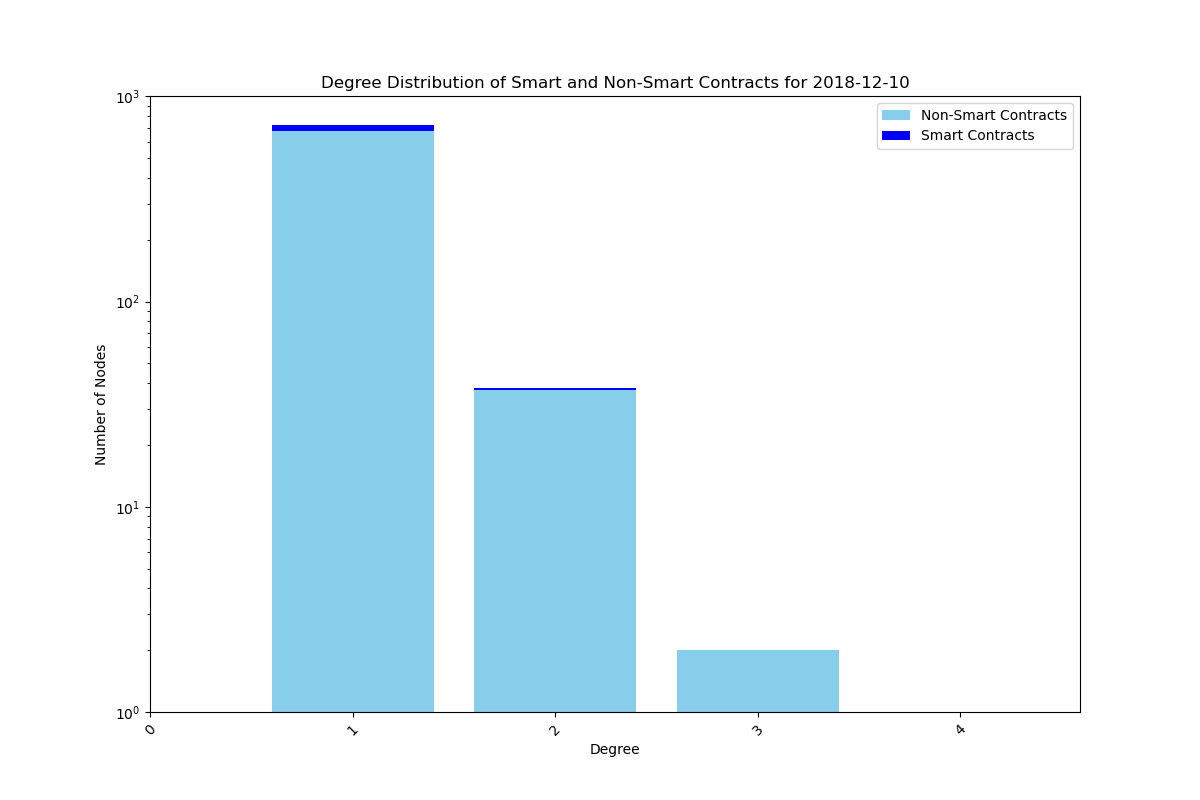 Degree Distribution of Smart and Non-Smart Contracts for 2018-12-10
Non-Smart Contracts
Smart Contracts
Number of Nodes
10³
10²
10¹
10⁰
0 1 2 3 4
Degree